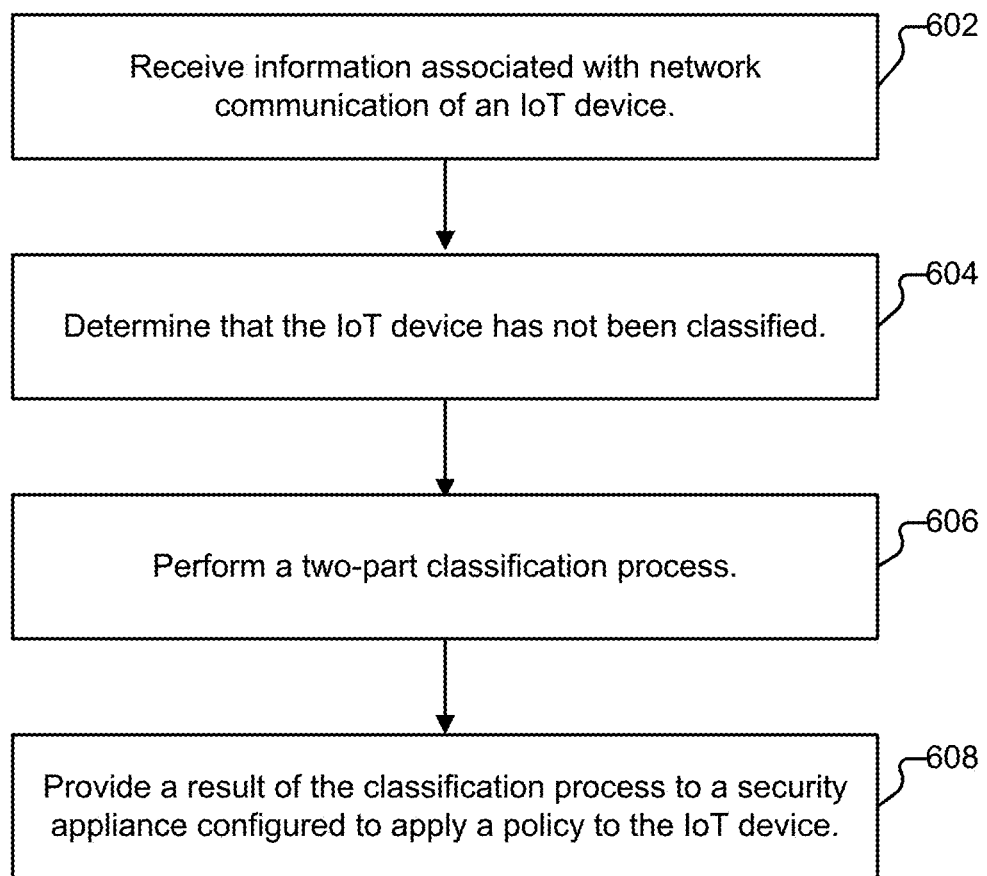 602
Receive information associated with network
communication of an IoT device.
604
Determine that the IoT device has not been classified.
606
Perform a two-part classification process.
608
Provide a result of the classification process to a security
appliance configured to apply a policy to the IoT device.